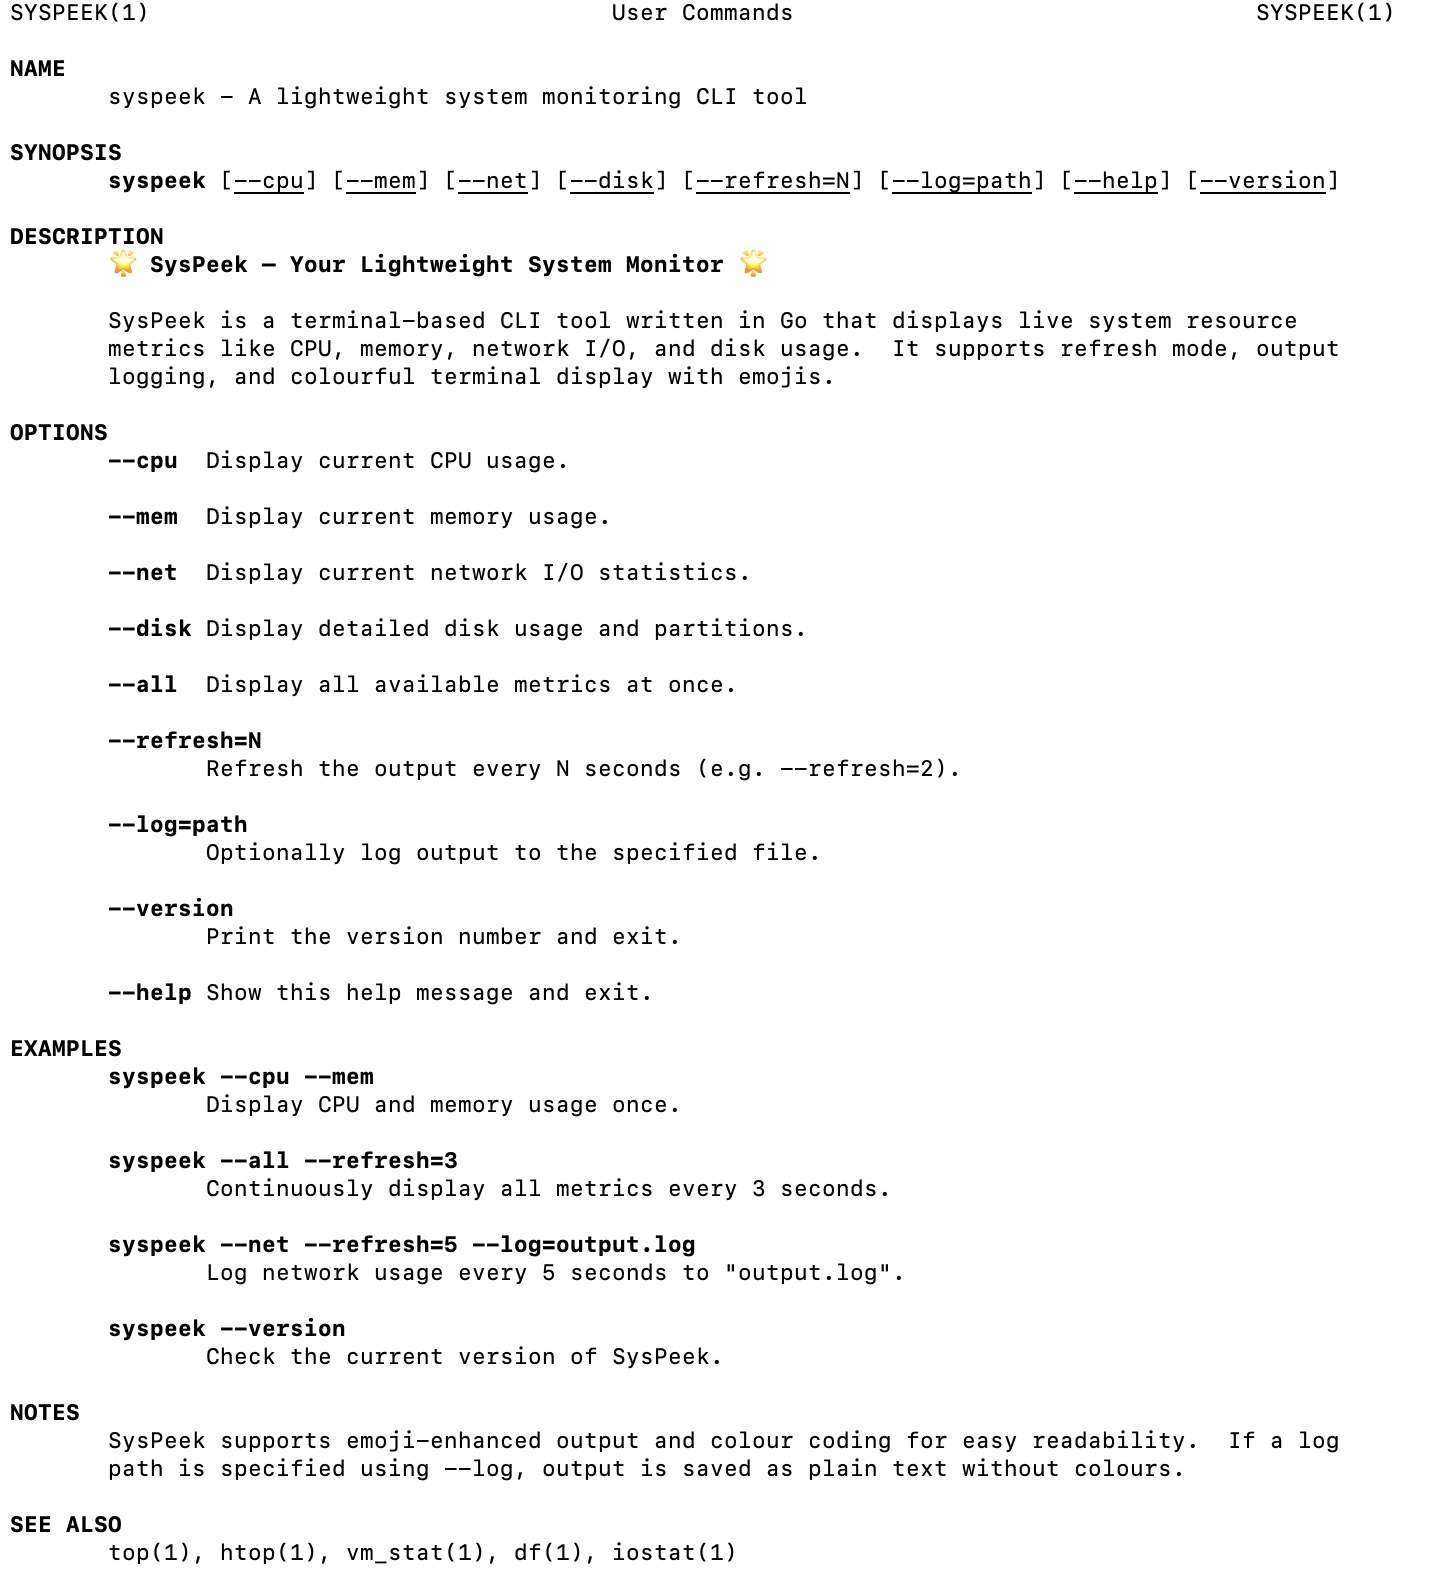 SYSPEEK(1) User Commands SYSPEEK(1)
NAME
syspeek – A lightweight system monitoring CLI tool
SYNOPSIS
syspeek [--cpu] [--mem] [--net] [--disk] [--refresh=N] [--log=path] [--help] [--version]
DESCRIPTION
🌟 SysPeek – Your Lightweight System Monitor 🌟
SysPeek is a terminal-based CLI tool written in Go that displays live system resource
metrics like CPU, memory, network I/O, and disk usage.  It supports refresh mode, output
logging, and colourful terminal display with emojis.
OPTIONS
--cpu  Display current CPU usage.
--mem  Display current memory usage.
--net  Display current network I/O statistics.
--disk Display detailed disk usage and partitions.
--all  Display all available metrics at once.
--refresh=N
Refresh the output every N seconds (e.g. --refresh=2).
--log=path
Optionally log output to the specified file.
--version
Print the version number and exit.
--help Show this help message and exit.
EXAMPLES
syspeek --cpu --mem
Display CPU and memory usage once.
syspeek --all --refresh=3
Continuously display all metrics every 3 seconds.
syspeek --net --refresh=5 --log=output.log
Log network usage every 5 seconds to "output.log".
syspeek --version
Check the current version of SysPeek.
NOTES
SysPeek supports emoji-enhanced output and colour coding for easy readability.  If a log
path is specified using --log, output is saved as plain text without colours.
SEE ALSO
top(1), htop(1), vm_stat(1), df(1), iostat(1)